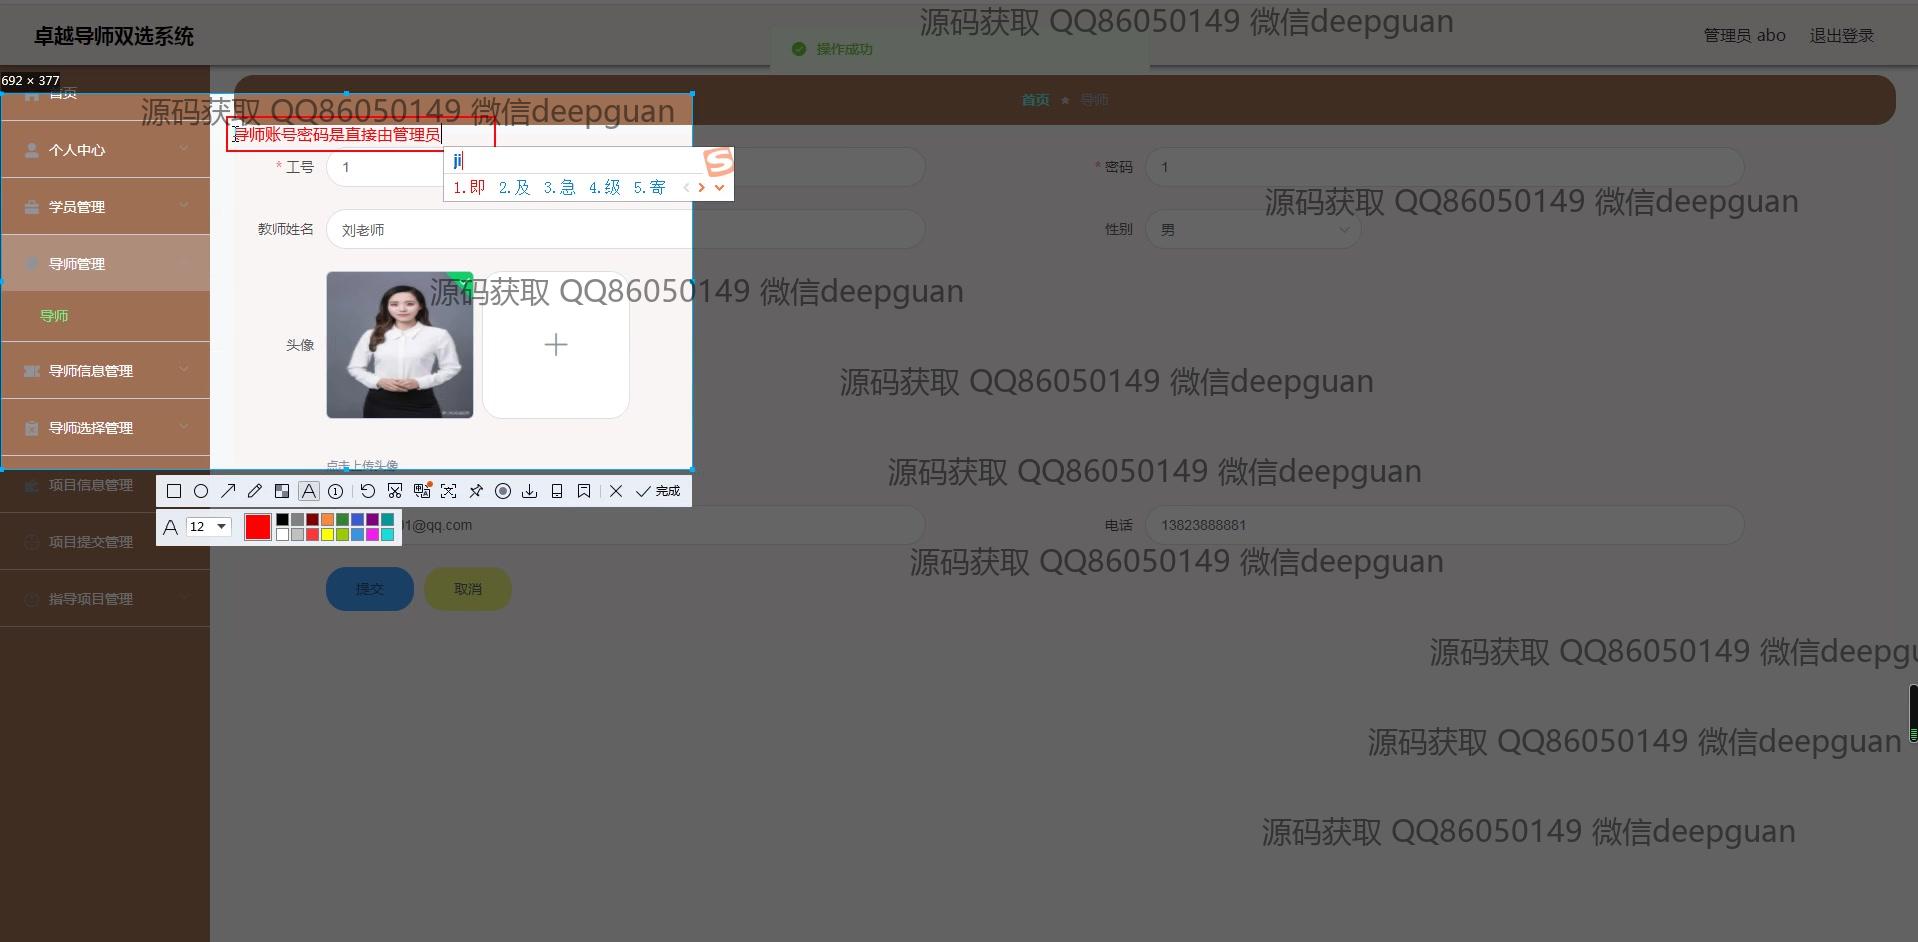 源码获取 QQ86050149 微信deepguan
卓越导师双选系统
操作成功
管理员 abo 退出登录
692 × 377
首页
首页 ★ 导师
源码获取 QQ86050149 微信deepguan
导师账号密码是直接由管理员
个人中心
ji
* 工号 1
* 密码 1
1.即 2.及 3.急 4.级 5.寄
源码获取 QQ86050149 微信deepguan
学员管理
教师姓名 刘老师
性别 男
导师管理
源码获取 QQ86050149 微信deepguan
导师
头像
导师信息管理
源码获取 QQ86050149 微信deepguan
导师选择管理
点击上传头像
源码获取 QQ86050149 微信deepguan
项目信息管理
完成
A 12
01@qq.com
电话 13823888881
项目提交管理
源码获取 QQ86050149 微信deepguan
提交 取消
指导项目管理
源码获取 QQ86050149 微信deepgu
源码获取 QQ86050149 微信deepguan
源码获取 QQ86050149 微信deepguan